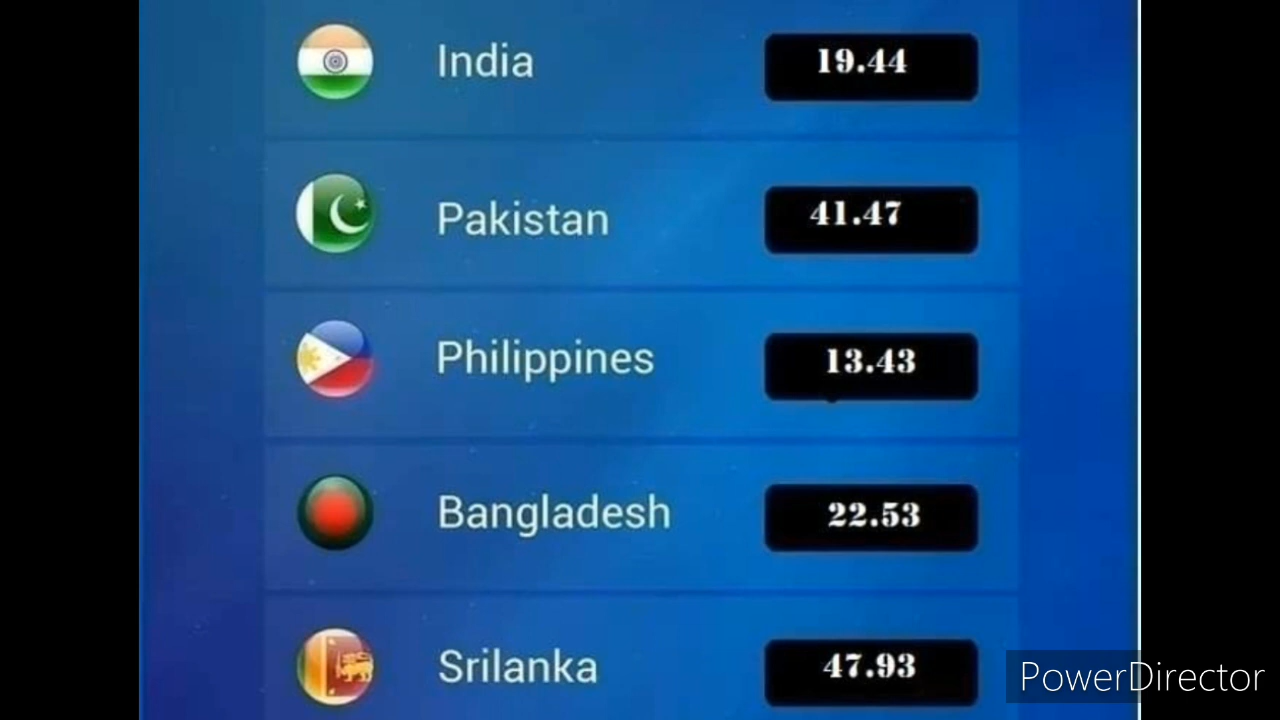 India 19.44
Pakistan 41.47
Philippines 13.43
Bangladesh 22.53
Srilanka 47.93
PowerDirector